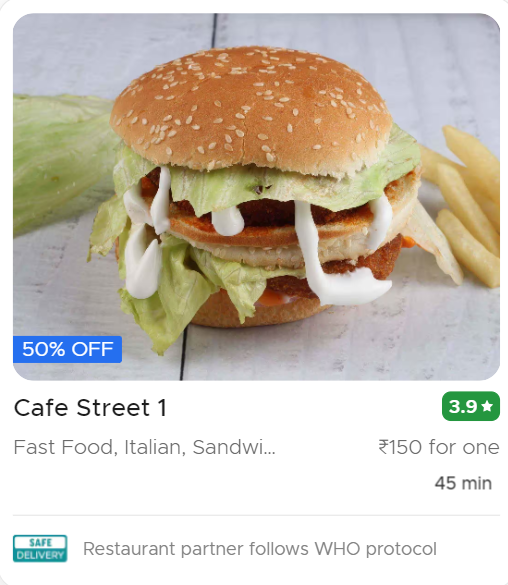 50% OFF
Cafe Street 1
3.9★
Fast Food, Italian, Sandwi...
₹150 for one
45 min
SAFE
DELIVERY
Restaurant partner follows WHO protocol